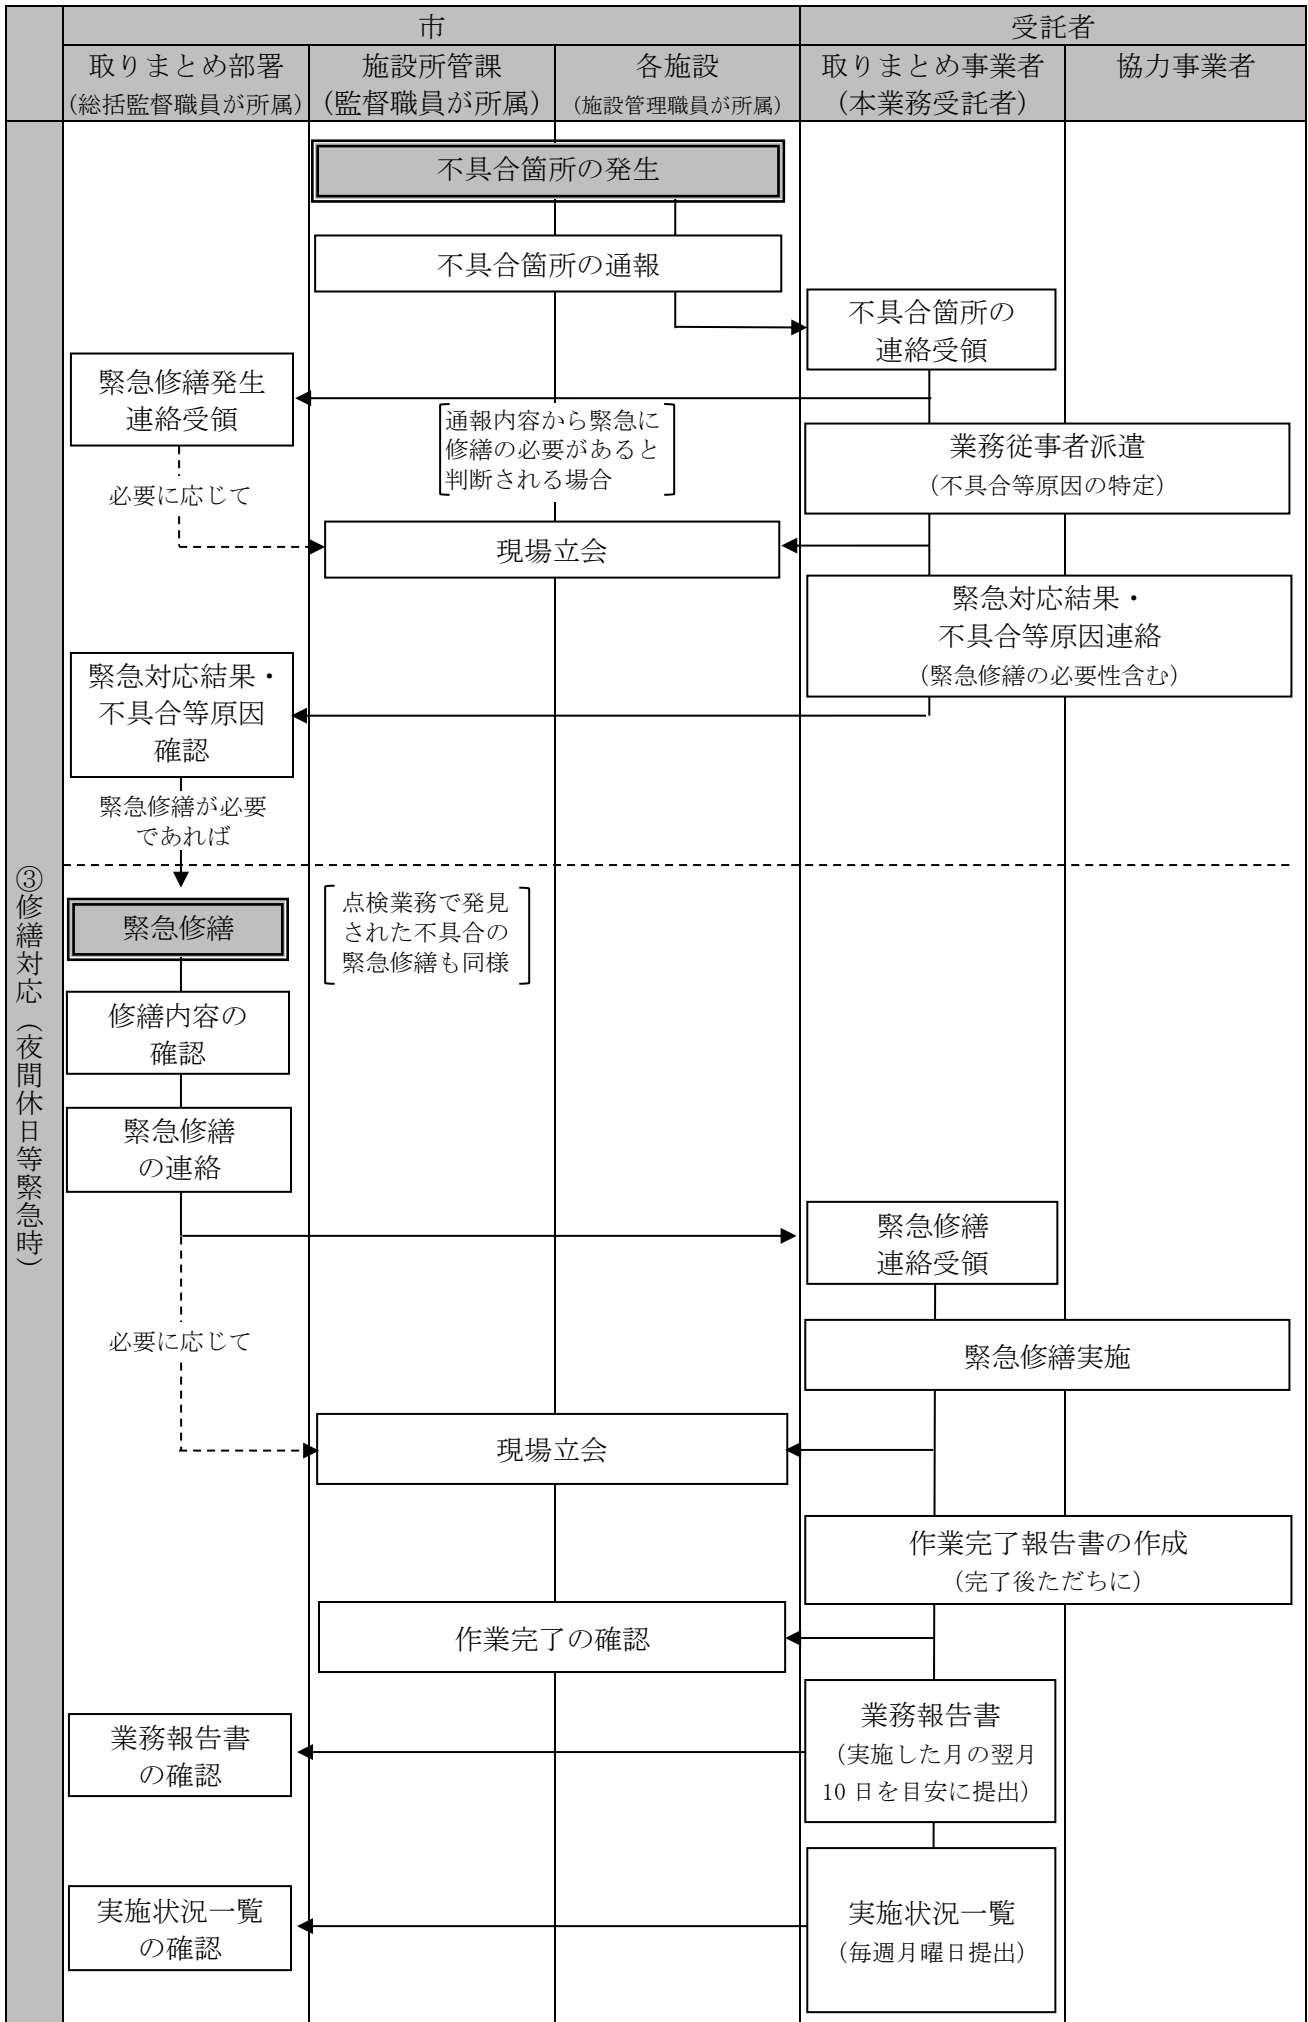 市
受託者
取りまとめ部署
(総括監督職員が所属)
施設所管課
(監督職員が所属)
各施設
(施設管理職員が所属)
取りまとめ事業者
(本業務受託者)
協力事業者
不具合箇所の発生
不具合箇所の通報
不具合箇所の
連絡受領
緊急修繕発生
連絡受領
通報内容から緊急に
修繕の必要があると
判断される場合
業務従事者派遣
(不具合等原因の特定)
必要に応じて
現場立会
緊急対応結果・
不具合等原因連絡
(緊急修繕の必要性含む)
緊急対応結果・
不具合等原因
確認
緊急修繕が必要
であれば
③修繕対応(夜間休日等緊急時)
緊急修繕
点検業務で発見
された不具合の
緊急修繕も同様
修繕内容の
確認
緊急修繕
の連絡
緊急修繕
連絡受領
必要に応じて
緊急修繕実施
現場立会
作業完了報告書の作成
(完了後ただちに)
作業完了の確認
業務報告書
(実施した月の翌月
10 日を目安に提出)
業務報告書
の確認
実施状況一覧
(毎週月曜日提出)
実施状況一覧
の確認